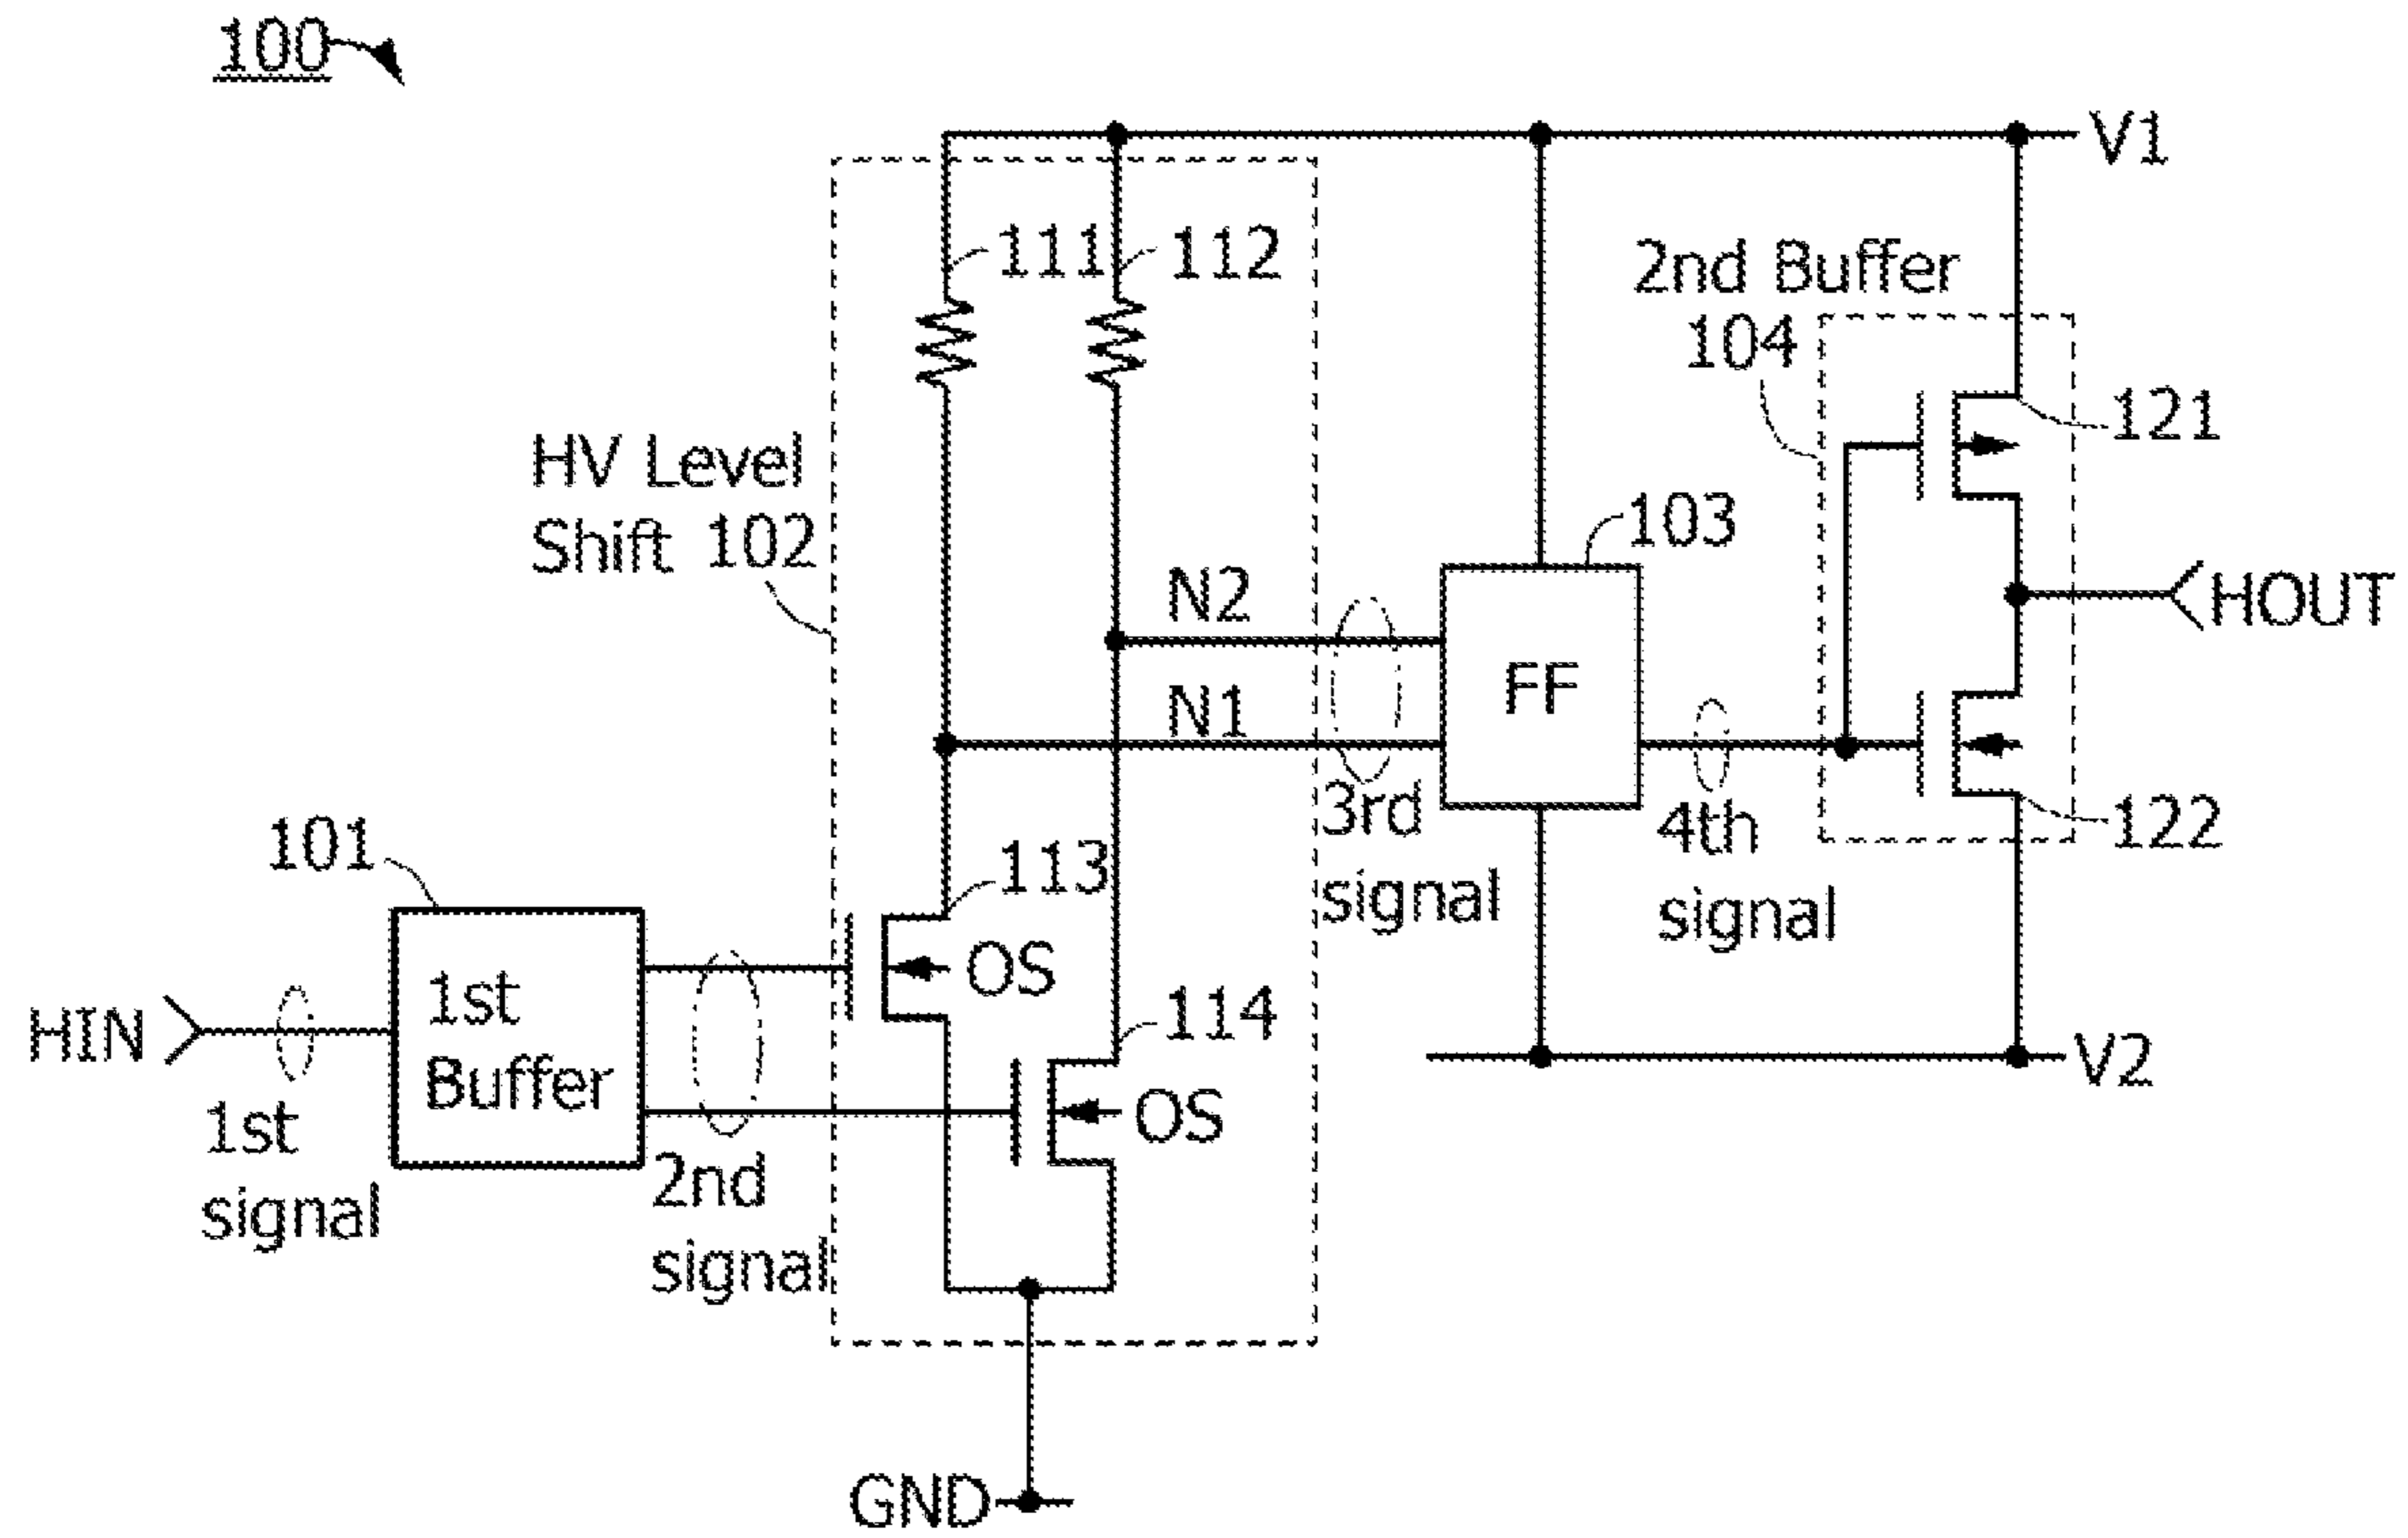 100
V1
111
112
2nd Buffer
104
121
HV Level
Shift 102
103
N2
HOUT
FF
N1
3rd
signal
4th
signal
122
101
113
OS
1st
Buffer
HIN
114
1st
signal
OS
V2
2nd
signal
GND